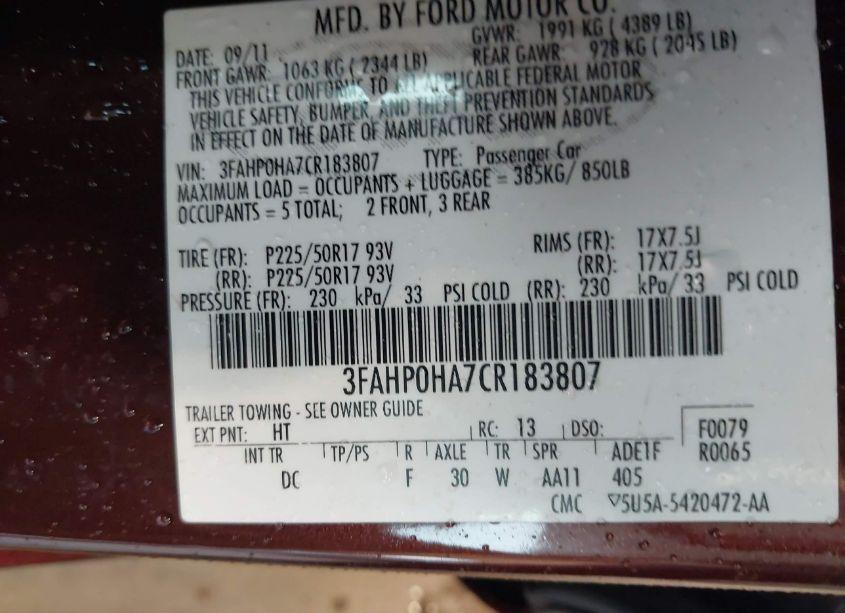 MFD. BY FORD MOTOR CO.
DATE: 09/11 GVWR: 1991 KG ( 4389 LB)
FRONT GAWR: 1063 KG ( 2344 LB) REAR GAWR: 928 KG ( 2045 LB)
THIS VEHICLE CONFORMS TO ALL APPLICABLE FEDERAL MOTOR
VEHICLE SAFETY, BUMPER, AND THEFT PREVENTION STANDARDS
IN EFFECT ON THE DATE OF MANUFACTURE SHOWN ABOVE.
VIN: 3FAHP0HA7CR183807 TYPE: Passenger Car
MAXIMUM LOAD = OCCUPANTS + LUGGAGE = 385KG/ 850LB
OCCUPANTS = 5 TOTAL; 2 FRONT, 3 REAR
TIRE (FR): P225/50R17 93V RIMS (FR): 17X7.5J
(RR): P225/50R17 93V (RR): 17X7.5J
PRESSURE (FR): 230 kPa/ 33 PSI COLD (RR): 230 kPa/ 33 PSI COLD
3FAHP0HA7CR183807
TRAILER TOWING - SEE OWNER GUIDE
EXT PNT: HT RC: 13 DSO: F0079
INT TR TP/PS R AXLE TR SPR ADE1F R0065
DC F 30 W AA11 405
CMC ▽5U5A-5420472-AA